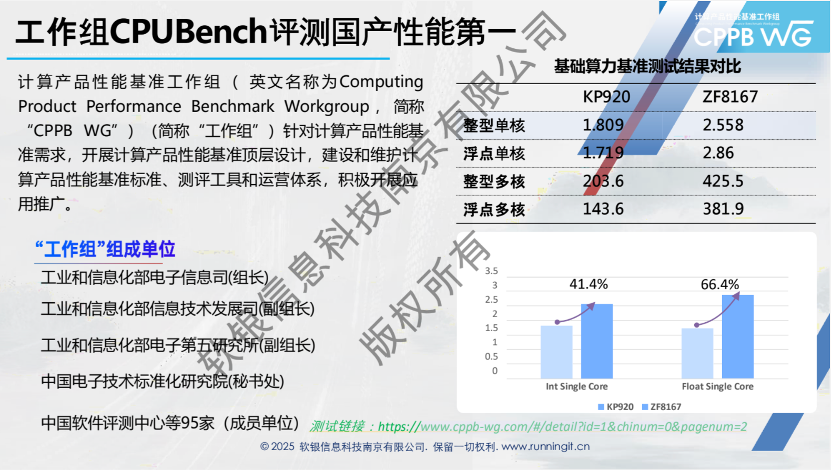 工作组CPUBench评测国产性能第一
计算产品性能基准工作组
CPPB WG
计算产品性能基准工作组（ 英文名称为Computing
Product Performance Benchmark Workgroup，简称
“CPPB WG”）（简称“工作组”）针对计算产品性能基
准需求，开展计算产品性能基准顶层设计，建设和维护计
算产品性能基准标准、测评工具和运营体系，积极开展应
用推广。
“工作组”组成单位
工业和信息化部电子信息司(组长)
工业和信息化部信息技术发展司(副组长)
工业和信息化部电子第五研究所(副组长)
中国电子技术标准化研究院(秘书处)
中国软件评测中心等95家（成员单位）
基础算力基准测试结果对比
KP920 ZF8167
整型单核 1.809 2.558
浮点单核 1.719 2.86
整型多核 203.6 425.5
浮点多核 143.6 381.9
3.5
3
2.5
2
1.5
1
0.5
0
41.4% 66.4%
Int Single Core Float Single Core
KP920 ZF8167
测试链接：https://www.cppb-wg.com/#/detail?id=1&chinum=0&pagenum=2
© 2025 软银信息科技南京有限公司. 保留一切权利. www.runningit.cn
软银信息科技南京有限公司
版权所有